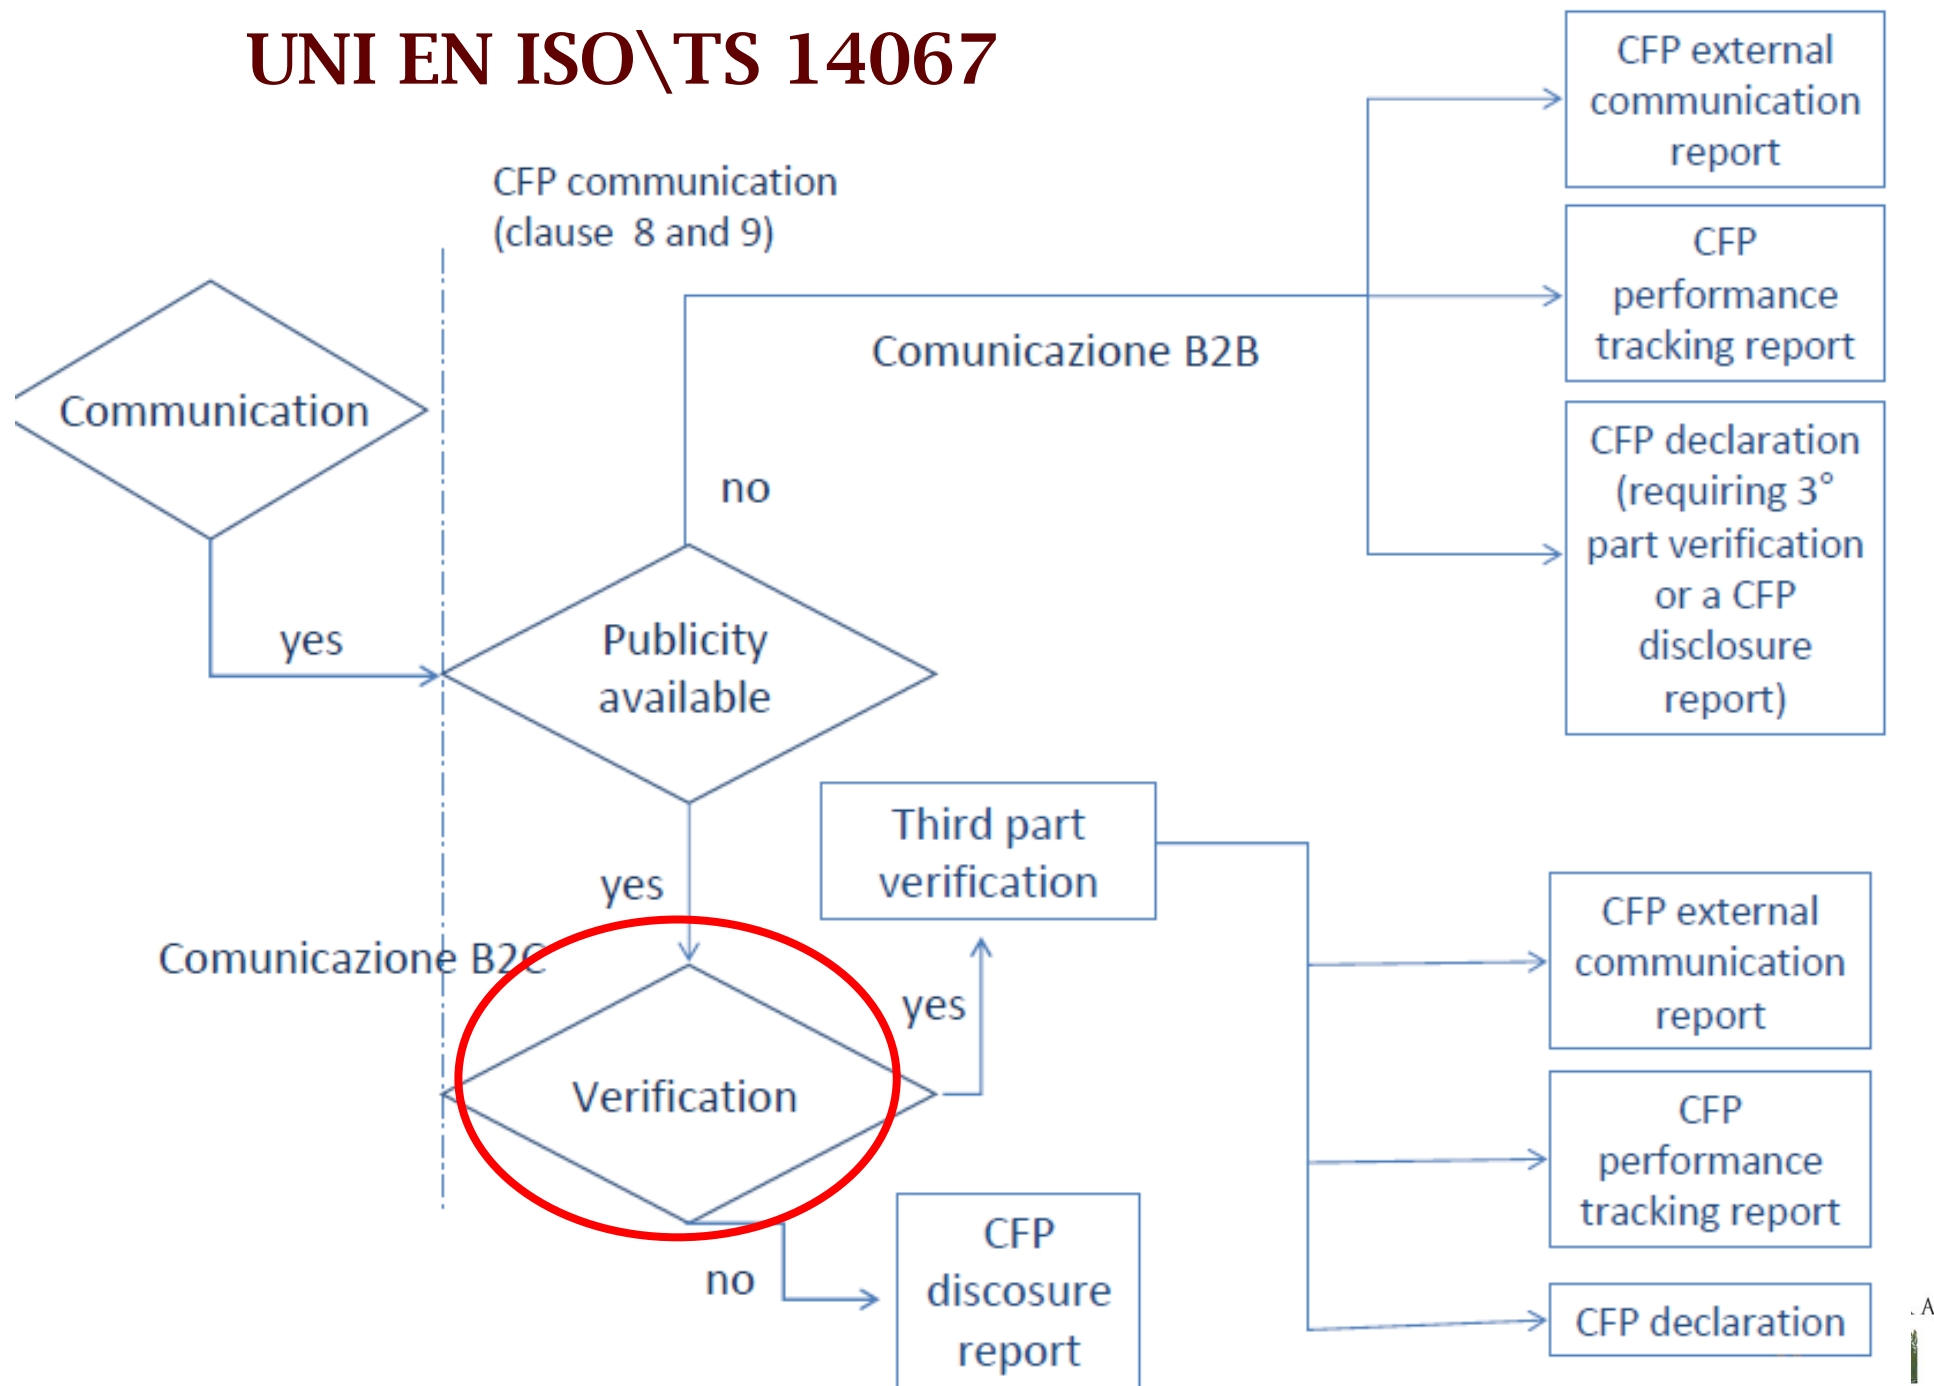 UNI EN ISO\TS 14067
CFP communication
(clause 8 and 9)
Communication
yes
Publicity
available
no
Comunicazione B2B
CFP external
communication
report
CFP
performance
tracking report
CFP declaration
(requiring 3°
part verification
or a CFP
disclosure
report)
yes
Comunicazione B2C
Verification
yes
Third part
verification
no
CFP
discosure
report
CFP external
communication
report
CFP
performance
tracking report
CFP declaration
A